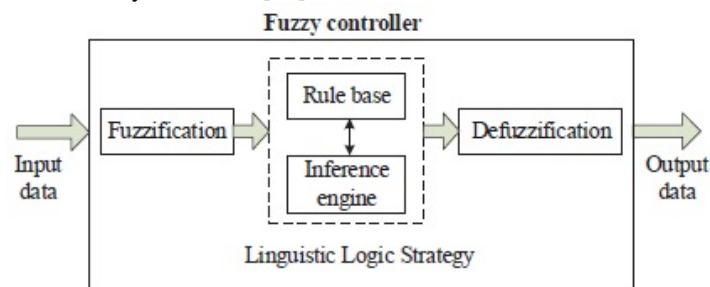 Fuzzy controller
Input
data
Fuzzification
Rule base
Inference
engine
Defuzzification
Output
data
Linguistic Logic Strategy